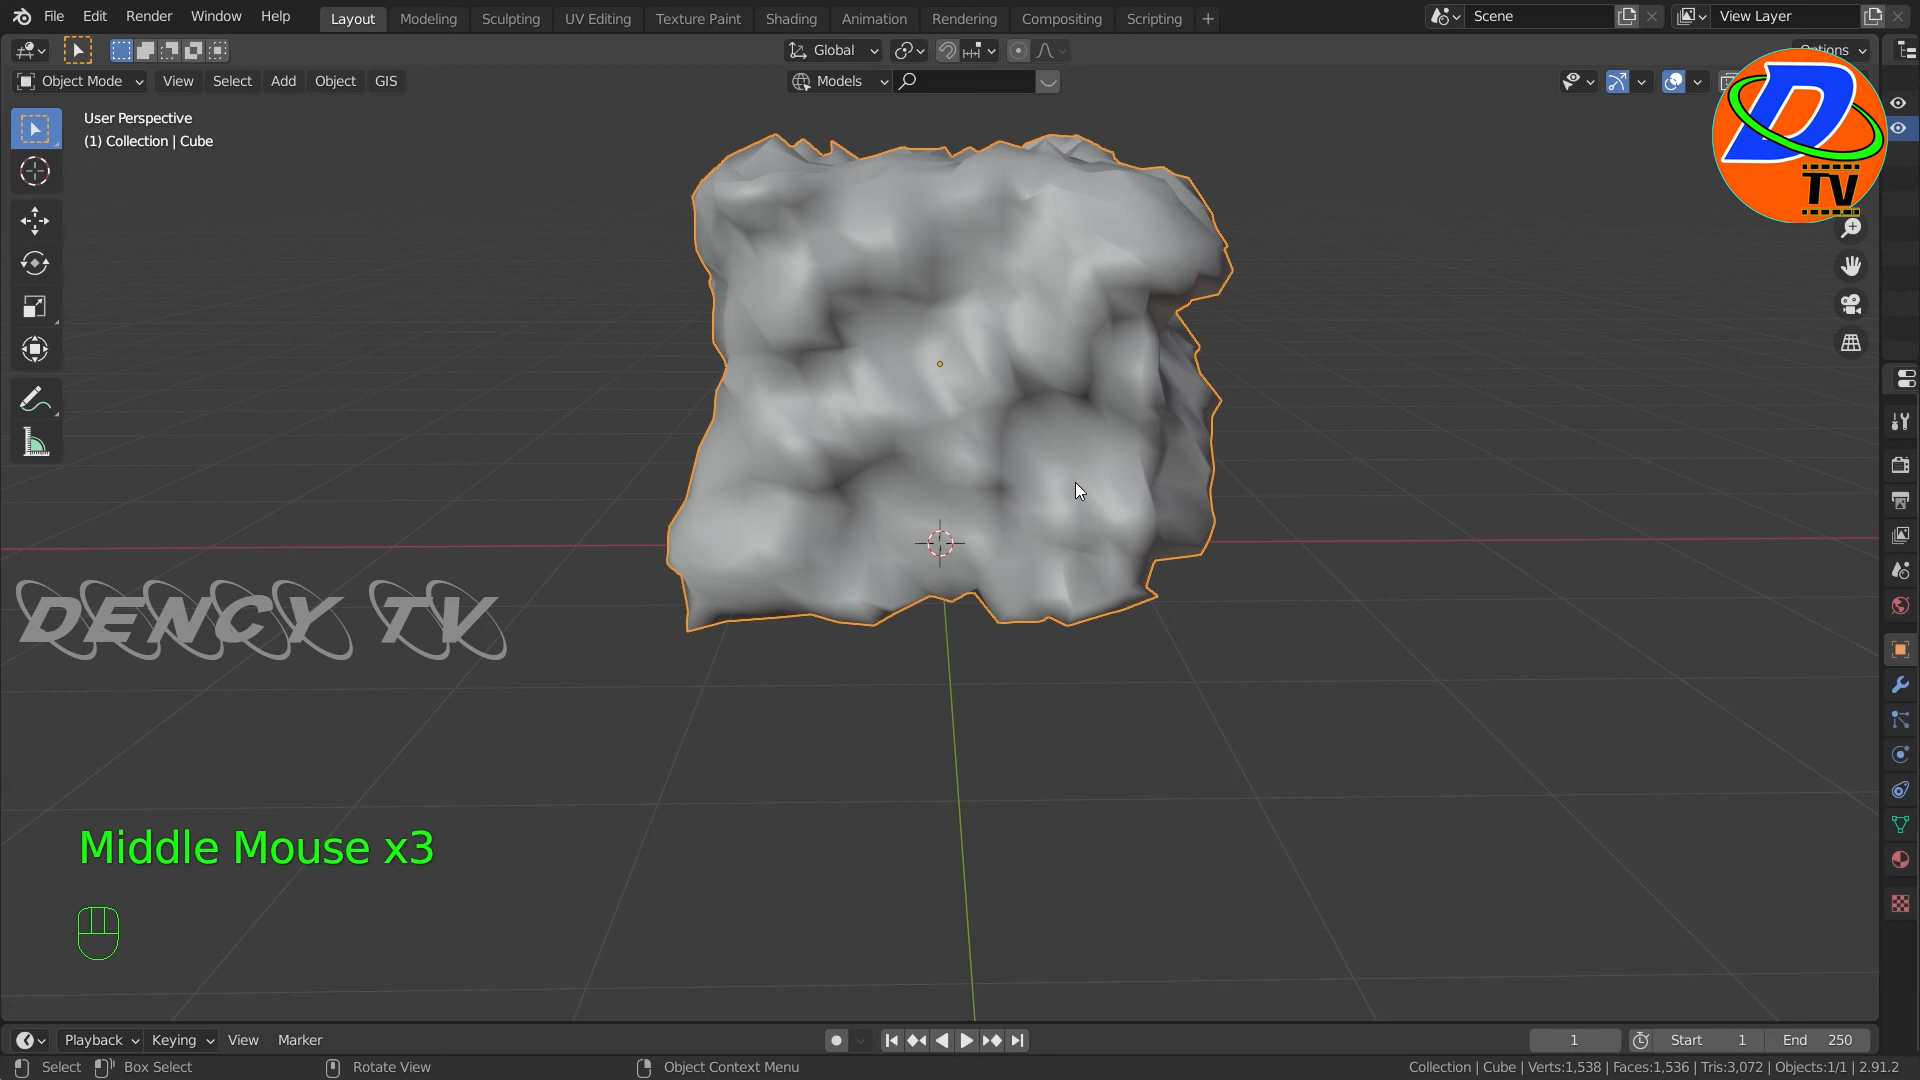 File Edit Render Window Help Layout Modeling Sculpting UV Editing Texture Paint Shading Animation Rendering Compositing Scripting + Scene View Layer
Global Options
Object Mode View Select Add Object GIS Models
User Perspective
(1) Collection | Cube
D
TV
DENCY TV
Middle Mouse x3
Playback Keying View Marker 1 Start 1 End 250
Select Box Select Rotate View Object Context Menu Collection | Cube | Verts:1,538 | Faces:1,536 | Tris:3,072 | Objects:1/1 | 2.91.2